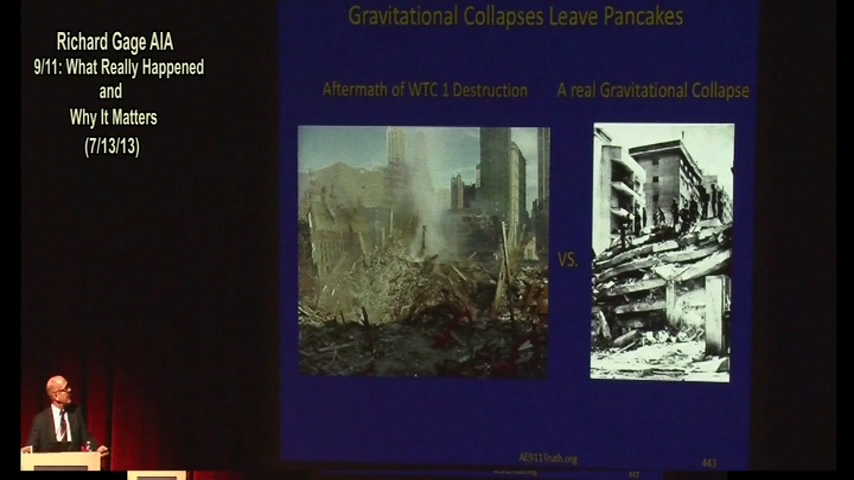 Richard Gage AIA
9/11: What Really Happened
and
Why It Matters
(7/13/13)
Gravitational Collapses Leave Pancakes
Aftermath of WTC 1 Destruction
A real Gravitational Collapse
VS.
AE911Truth.org
443